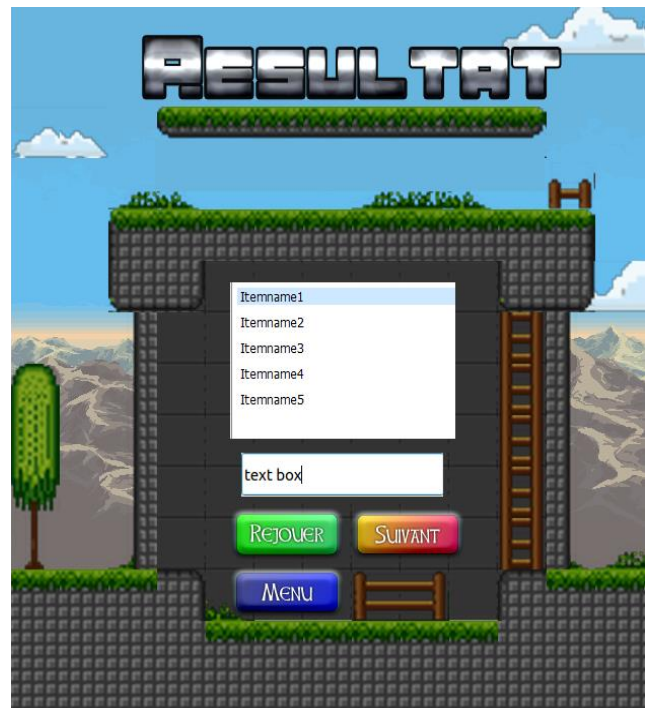 RESULTAT
Itemname1
Itemname2
Itemname3
Itemname4
Itemname5
text box
REJOUER SUIVANT
MENU